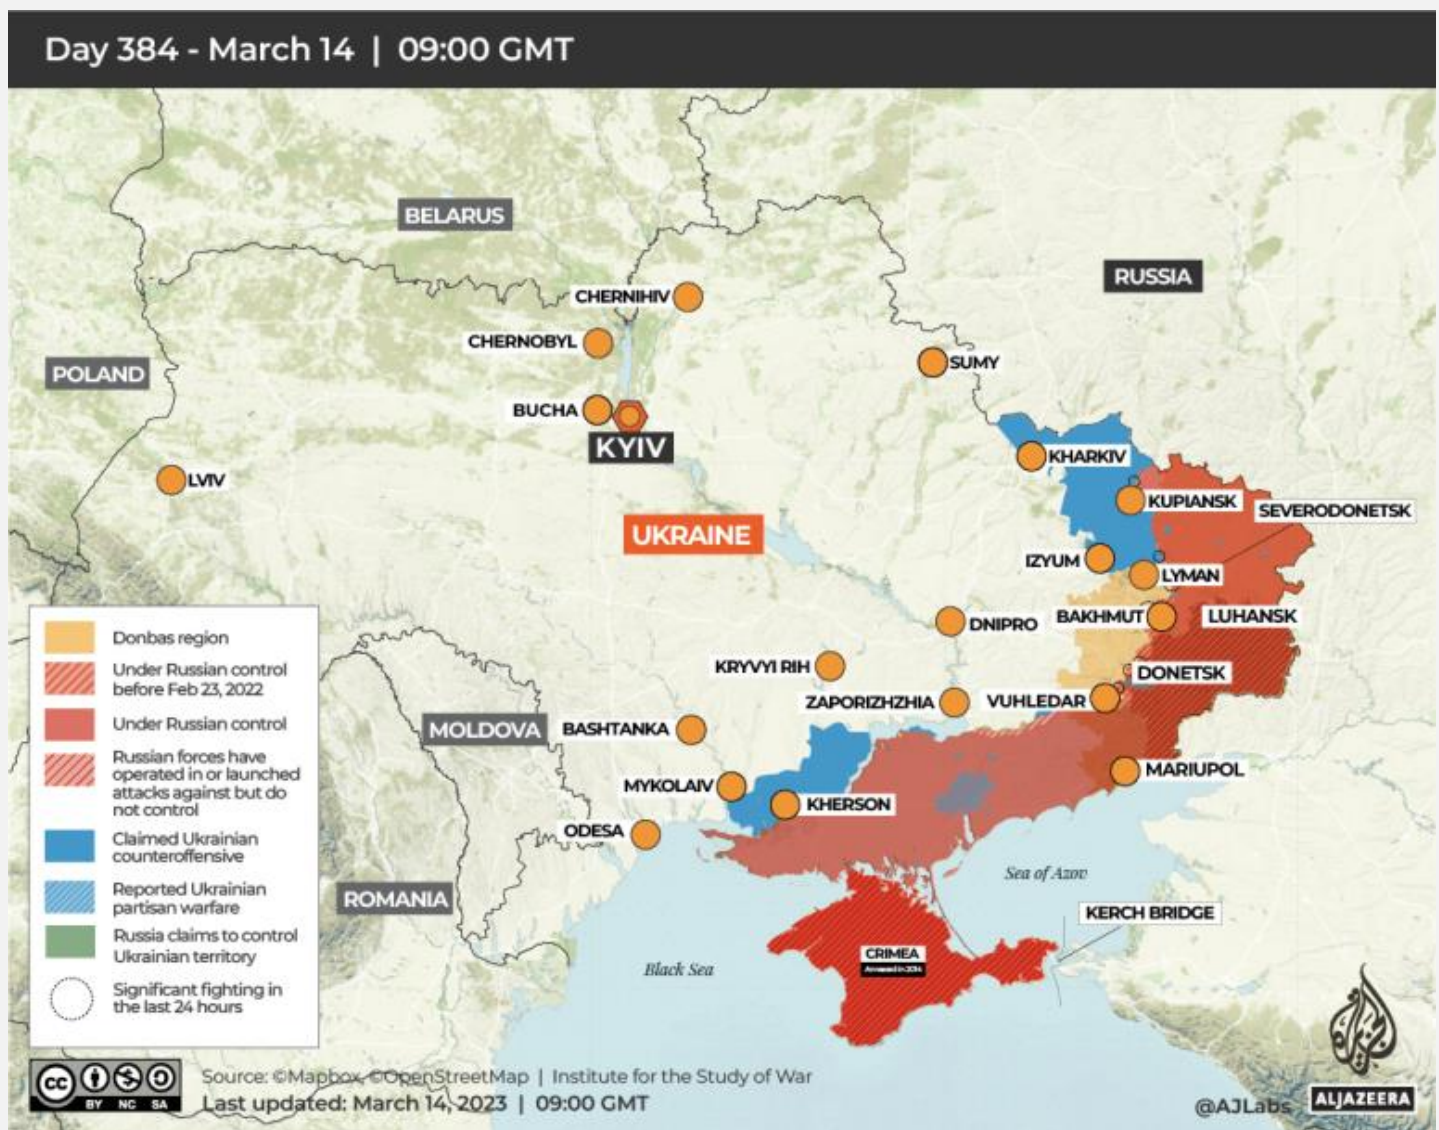 Day 384 - March 14 | 09:00 GMT
BELARUS
RUSSIA
CHERNIHIV
CHERNOBYL
SUMY
POLAND
BUCHA
KYIV
KHARKIV
LVIV
KUPIANSK
SEVERODONETSK
UKRAINE
IZYUM
LYMAN
BAKHMUT
LUHANSK
DNIPRO
KRYVYI RIH
DONETSK
ZAPORIZHZHIA
VUHLEDAR
MOLDOVA
BASHTANKA
MARIUPOL
MYKOLAIV
KHERSON
ODESA
Sea of Azov
ROMANIA
KERCH BRIDGE
CRIMEA
Annexed in 2014
Black Sea
Donbas region
Under Russian control
before Feb 23, 2022
Under Russian control
Russian forces have
operated in or launched
attacks against but do
not control
Claimed Ukrainian
counteroffensive
Reported Ukrainian
partisan warfare
Russia claims to control
Ukrainian territory
Significant fighting in
the last 24 hours
cc
BY NC SA
Source: ©Mapbox, ©OpenStreetMap | Institute for the Study of War
Last updated: March 14, 2023 | 09:00 GMT
@AJLabs
الجزيرة
ALJAZEERA